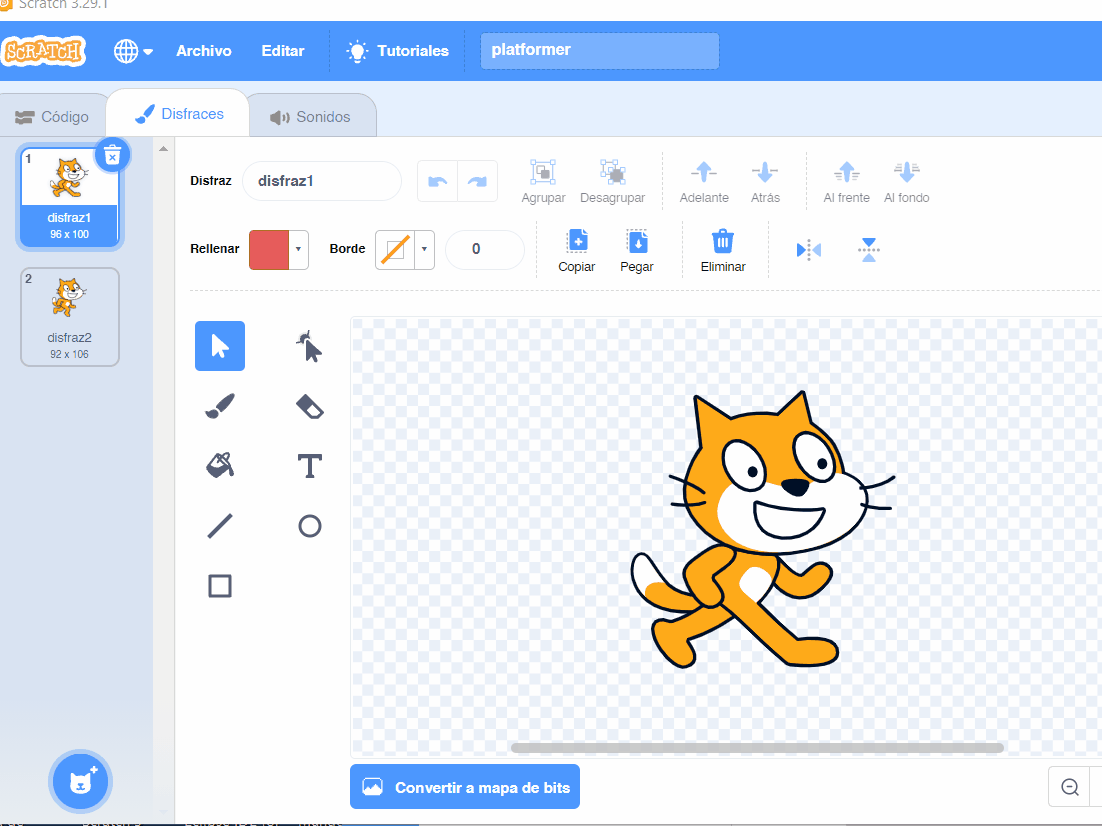 Scratch 3.29.1
SCRATCH
Archivo
Editar
Tutoriales
platformer
Código
Disfraces
Sonidos
1
disfraz1
96 x 100
2
disfraz2
92 x 106
Disfraz
disfraz1
Agrupar
Desagrupar
Adelante
Atrás
Al frente
Al fondo
Rellenar
Borde
0
Copiar
Pegar
Eliminar
T
Convertir a mapa de bits